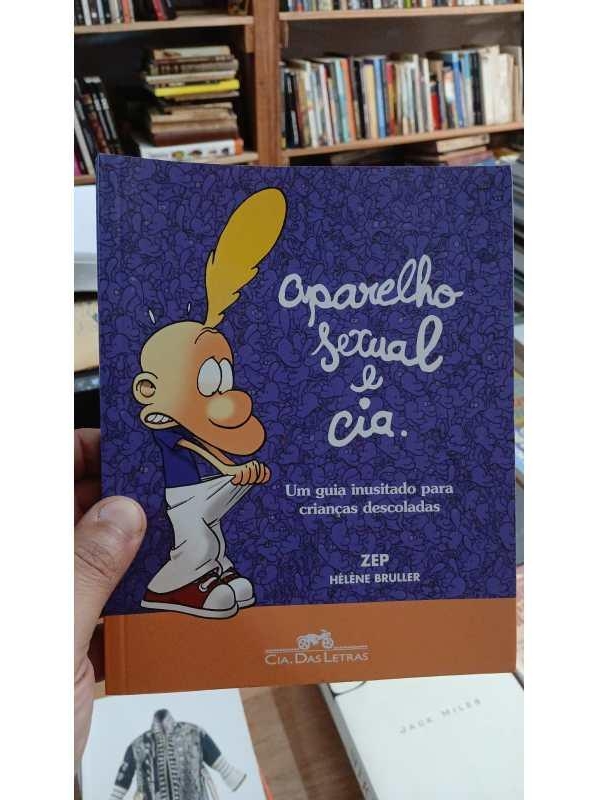 aparelho
sexual
e
cia.
Um guia inusitado para
crianças descoladas
ZEP
HÉLÈNE BRULLER
CIA. DAS LETRAS
JACK MILES